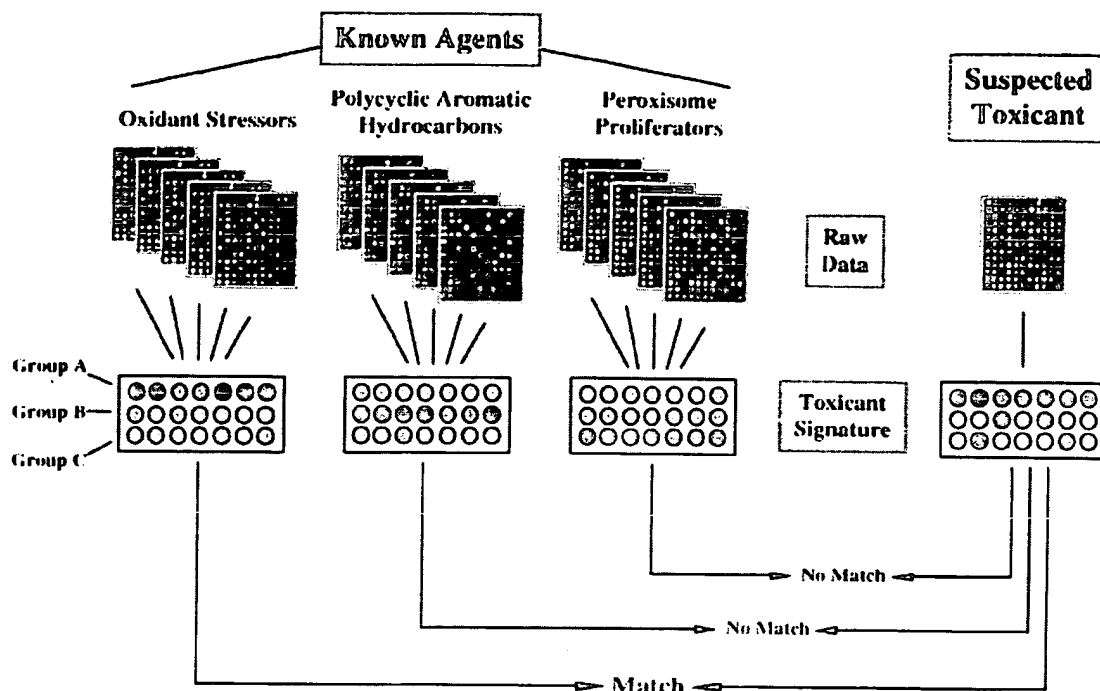 Known Agents
Suspected
Toxicant
Oxidant Stressors
Polycyclic Aromatic
Hydrocarbons
Peroxisome
Proliferators
Raw
Data
Group A
Group B
Group C
Toxicant
Signature
No Match
No Match
Match